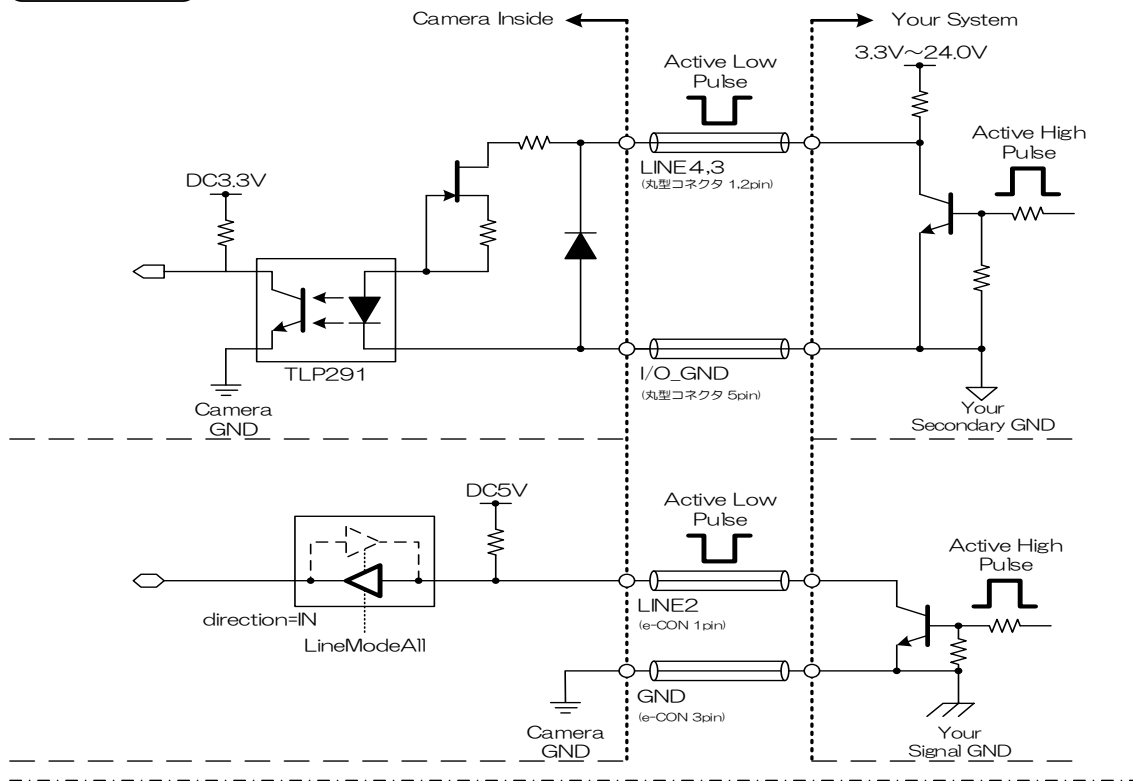 Camera Inside
Your System
Active Low
Pulse
3.3V～24.0V
Active High
Pulse
LINE4,3
(丸型コネクタ 1,2pin)
DC3.3V
TLP291
Camera
GND
I/O_GND
(丸型コネクタ 5pin)
Your
Secondary GND
DC5V
Active Low
Pulse
Active High
Pulse
direction=IN
LineModeAll
LINE2
(e-CON 1pin)
GND
(e-CON 3pin)
Camera
GND
Your
Signal GND